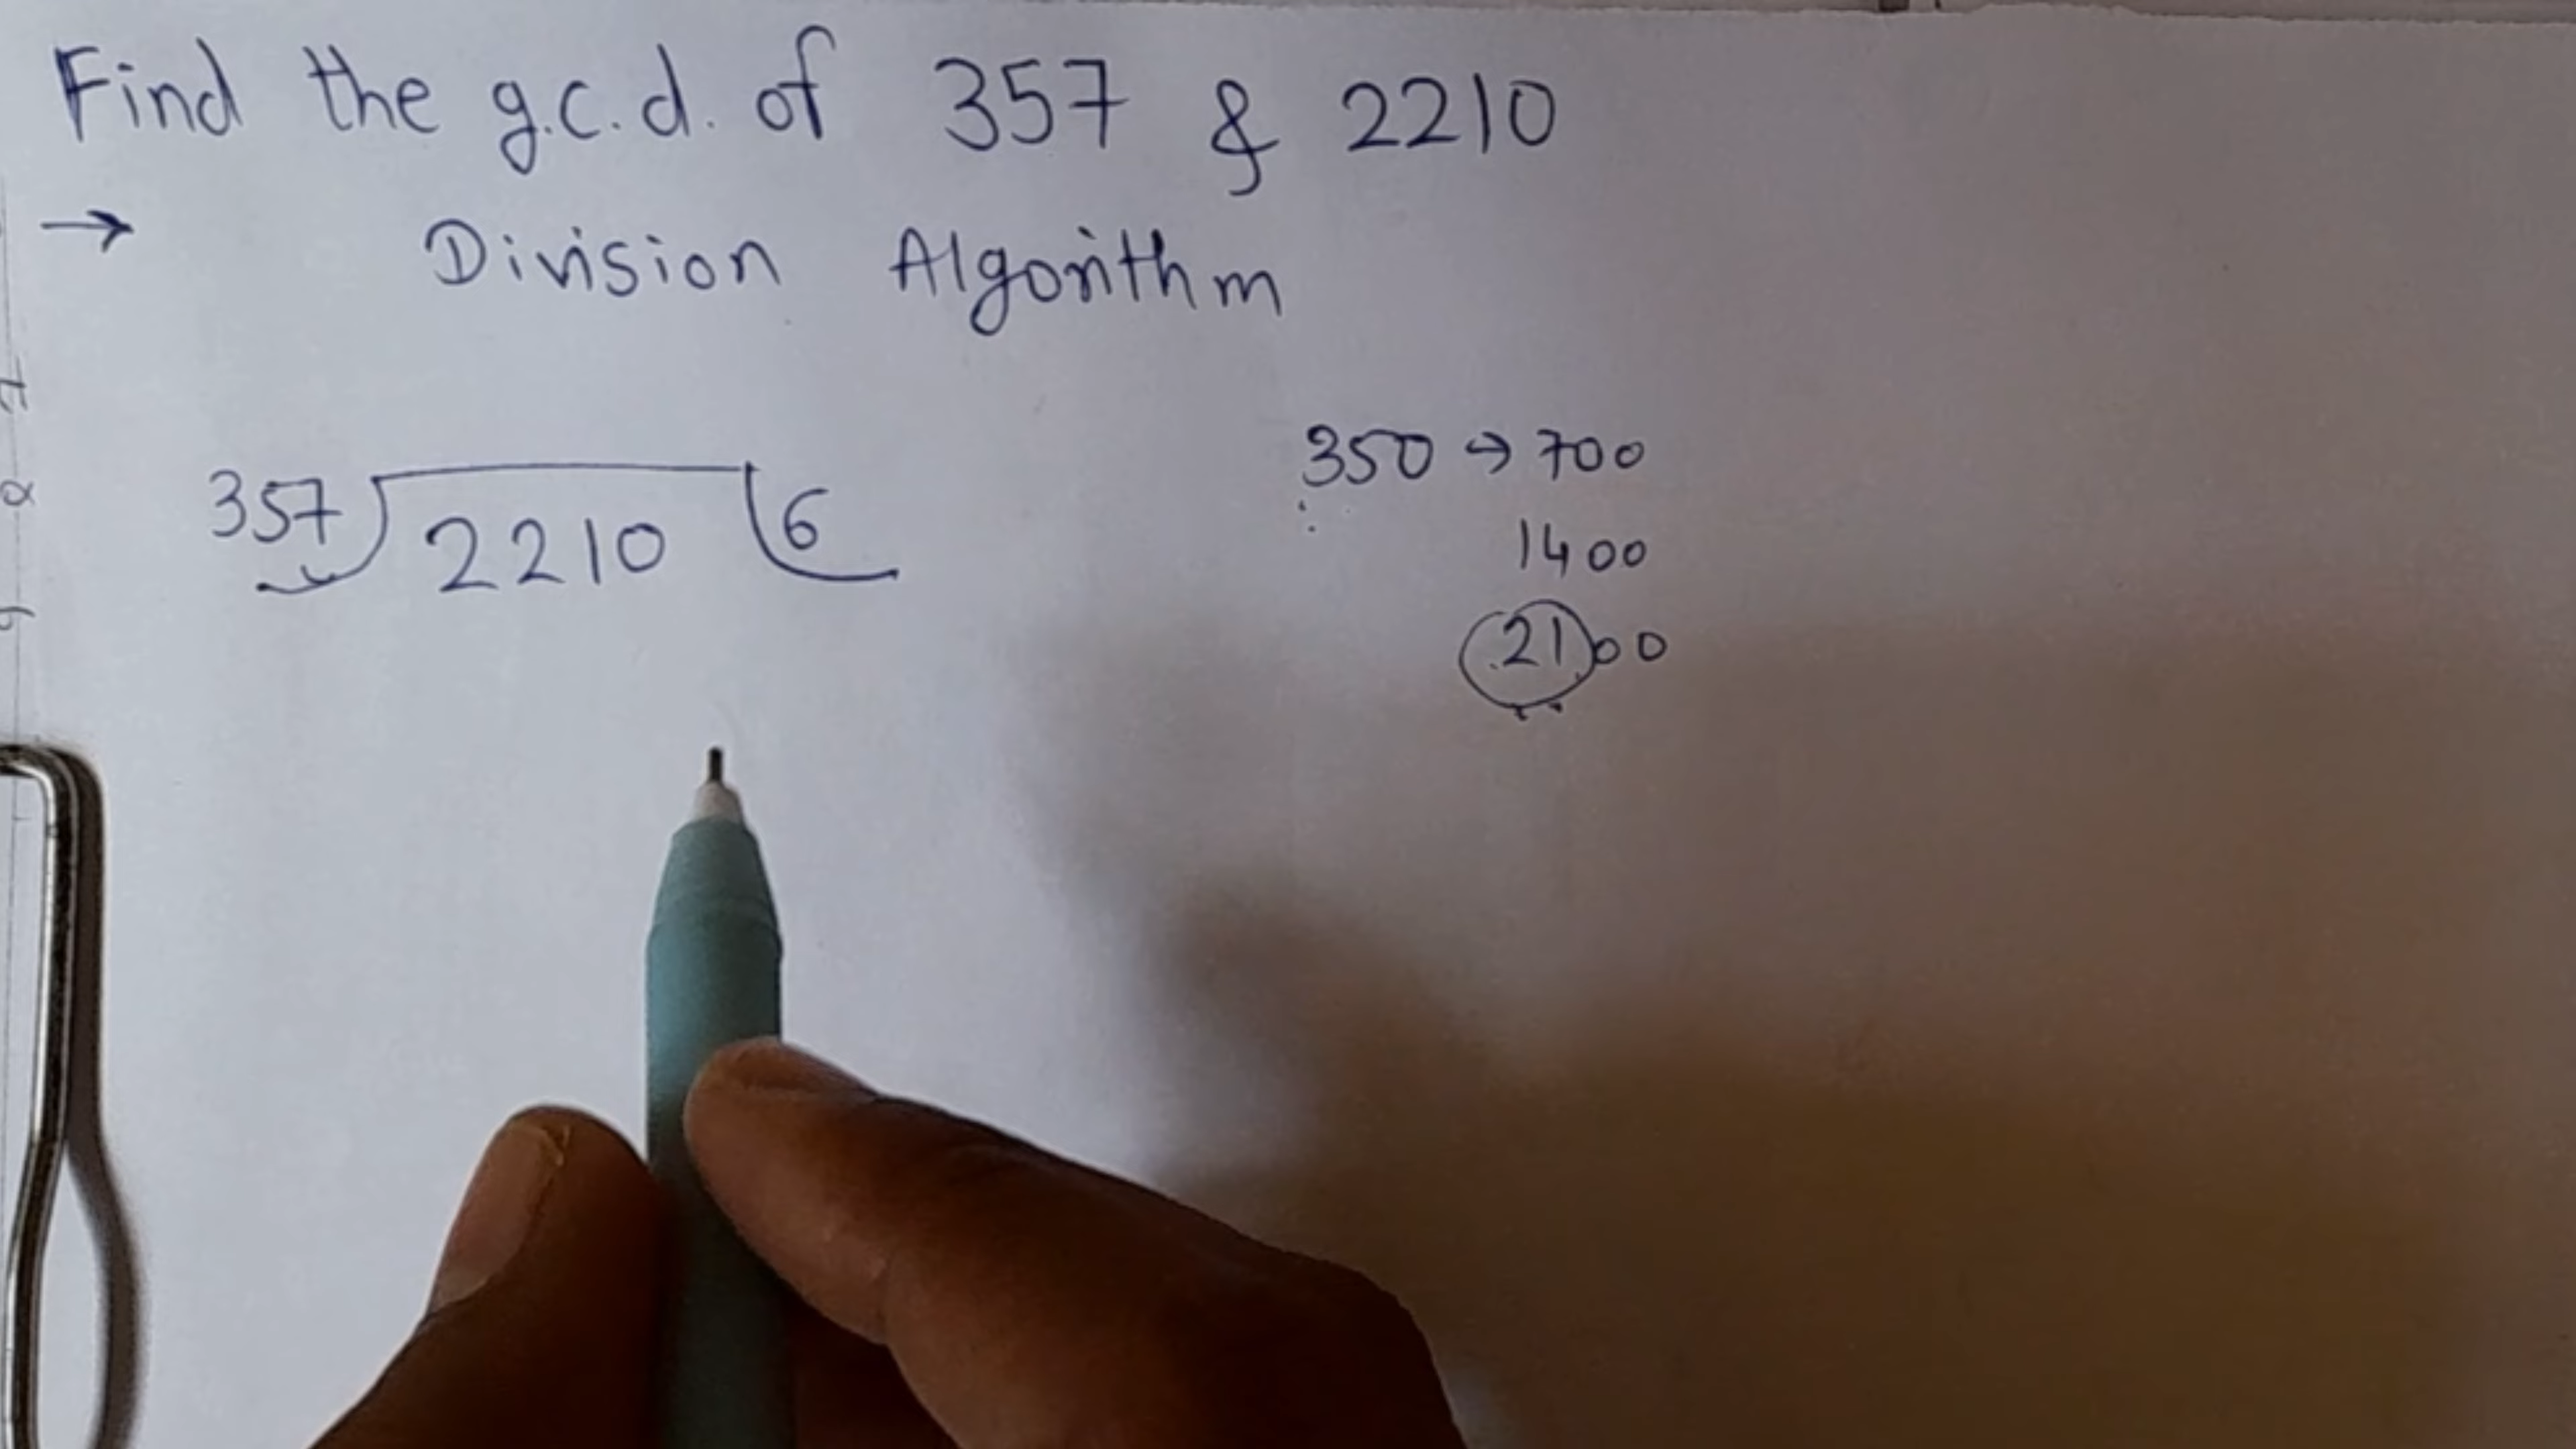 Find the g.c.d. of 357 & 2210
→ Division Algorithm
357 2210 6
350 → 700
1400
2100